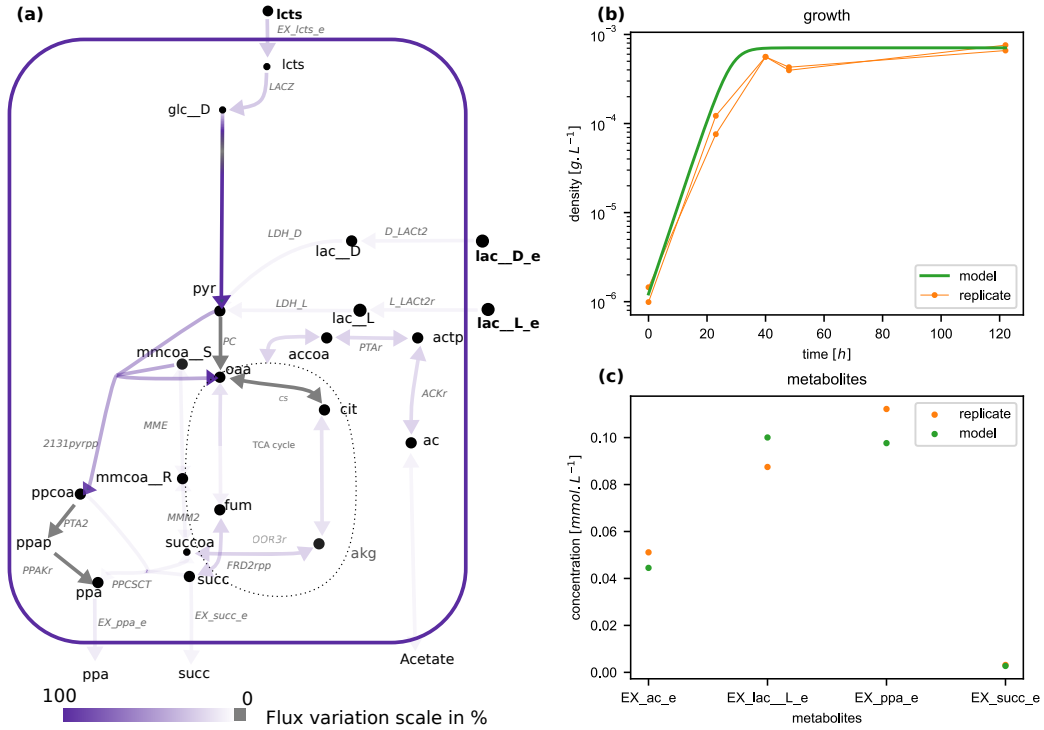 (a)
lcts
EX_lcts_e
lcts
LACZ
glc__D
LDH_D
D_LACt2
lac__D
lac__D_e
pyr
LDH_L
L_LACt2r
lac__L
lac__L_e
PC
mmcoa__S
oaa
accoa
PTAr
actp
cs
cit
ACKr
MME
TCA cycle
ac
2131pyrpp
mmcoa__R
ppcoa
fum
PTA2
MMM2
ppap
succoa
OOR3r
akg
PPAKr
FRD2rpp
ppa
PPCSCT
succ
EX_ppa_e
EX_succ_e
ppa
succ
Acetate
100
0
Flux variation scale in %
(b)
growth
10⁻³
10⁻⁴
10⁻⁵
10⁻⁶
density [g.L⁻¹]
model
replicate
0 20 40 60 80 100 120
time [h]
(c)
metabolites
replicate
model
0.10
0.08
0.06
0.04
0.02
0.00
concentration [mmol.L⁻¹]
EX_ac_e EX_lac__L_e EX_ppa_e EX_succ_e
metabolites